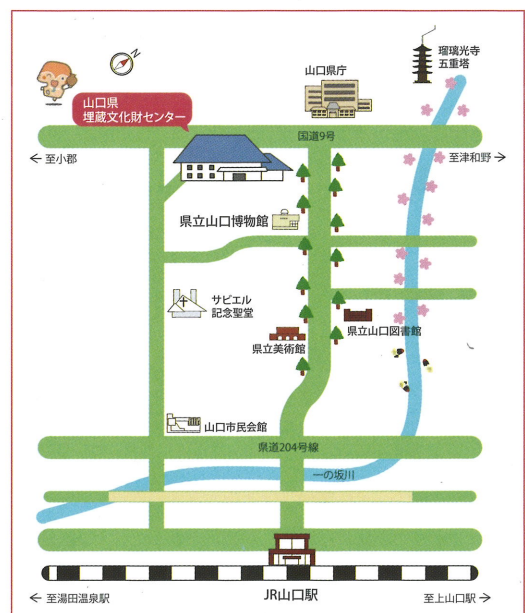 N
瑠璃光寺
五重塔
山口県庁
山口県
埋蔵文化財センター
国道9号
←至小郡
至津和野→
県立山口博物館
サビエル
記念聖堂
県立山口図書館
県立美術館
山口市民会館
県道204号線
一の坂川
JR山口駅
←至湯田温泉駅
至上山口駅→